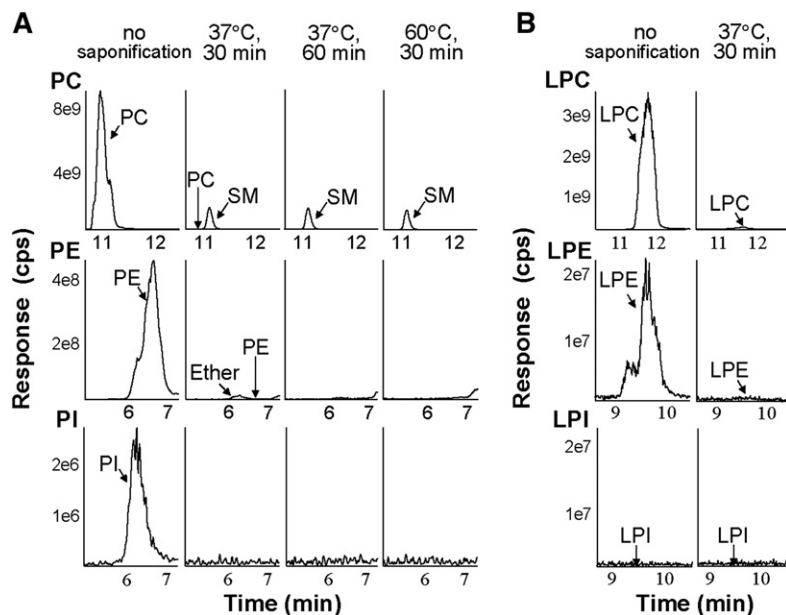 A
no saponification
37°C, 30 min
37°C, 60 min
60°C, 30 min
PC
8e9
4e9
PC
PC
SM
SM
SM
11 12
11 12
11 12
11 12
PE
4e8
2e8
PE
Ether
PE
6 7
6 7
6 7
6 7
PI
2e6
1e6
PI
6 7
6 7
6 7
6 7
Response (cps)
Time (min)
B
no saponification
37°C, 30 min
LPC
3e9
2e9
1e9
LPC
LPC
11 12
11 12
LPE
2e7
1e7
LPE
LPE
9 10
9 10
LPI
2e7
1e7
LPI
LPI
9 10
9 10
Response (cps)
Time (min)